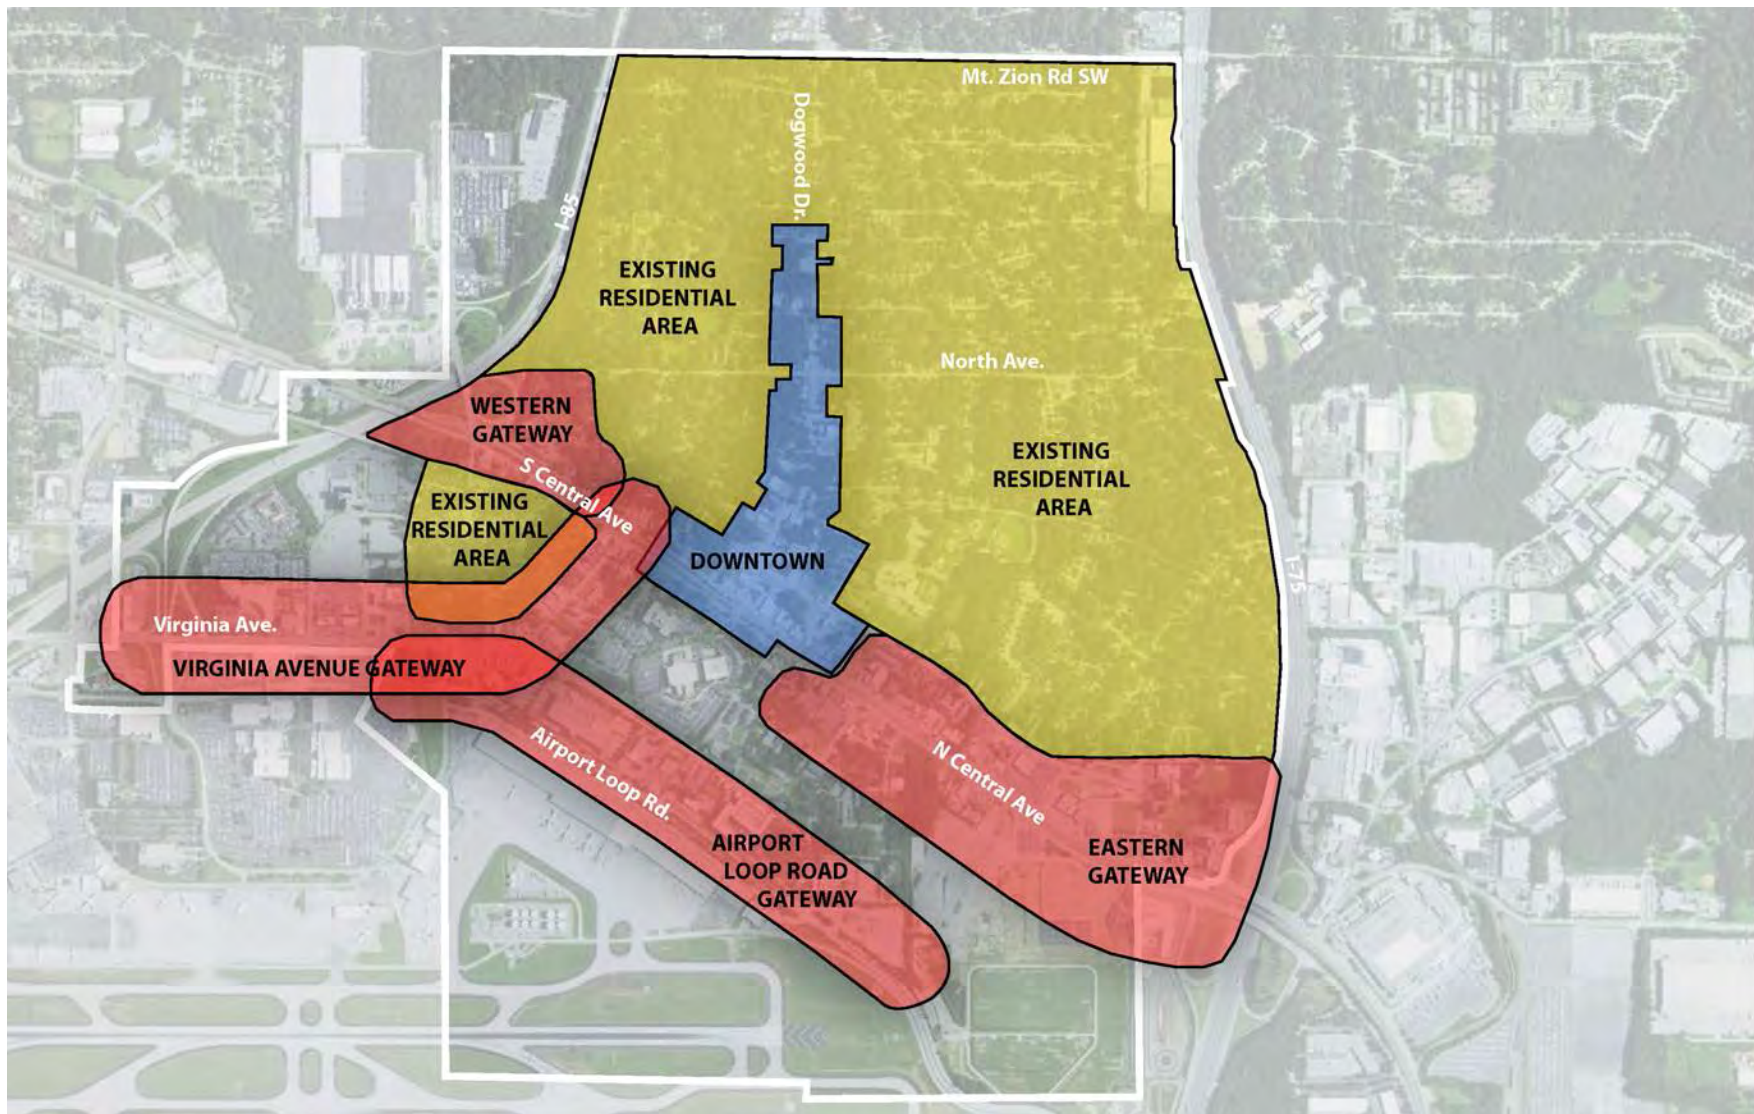 Mt. Zion Rd SW
Dogwood Dr.
I-85
EXISTING
RESIDENTIAL
AREA
North Ave.
WESTERN
GATEWAY
S Central Ave
EXISTING
RESIDENTIAL
AREA
EXISTING
RESIDENTIAL
AREA
DOWNTOWN
I-75
Virginia Ave.
VIRGINIA AVENUE GATEWAY
Airport Loop Rd.
N Central Ave
AIRPORT
LOOP ROAD
GATEWAY
EASTERN
GATEWAY